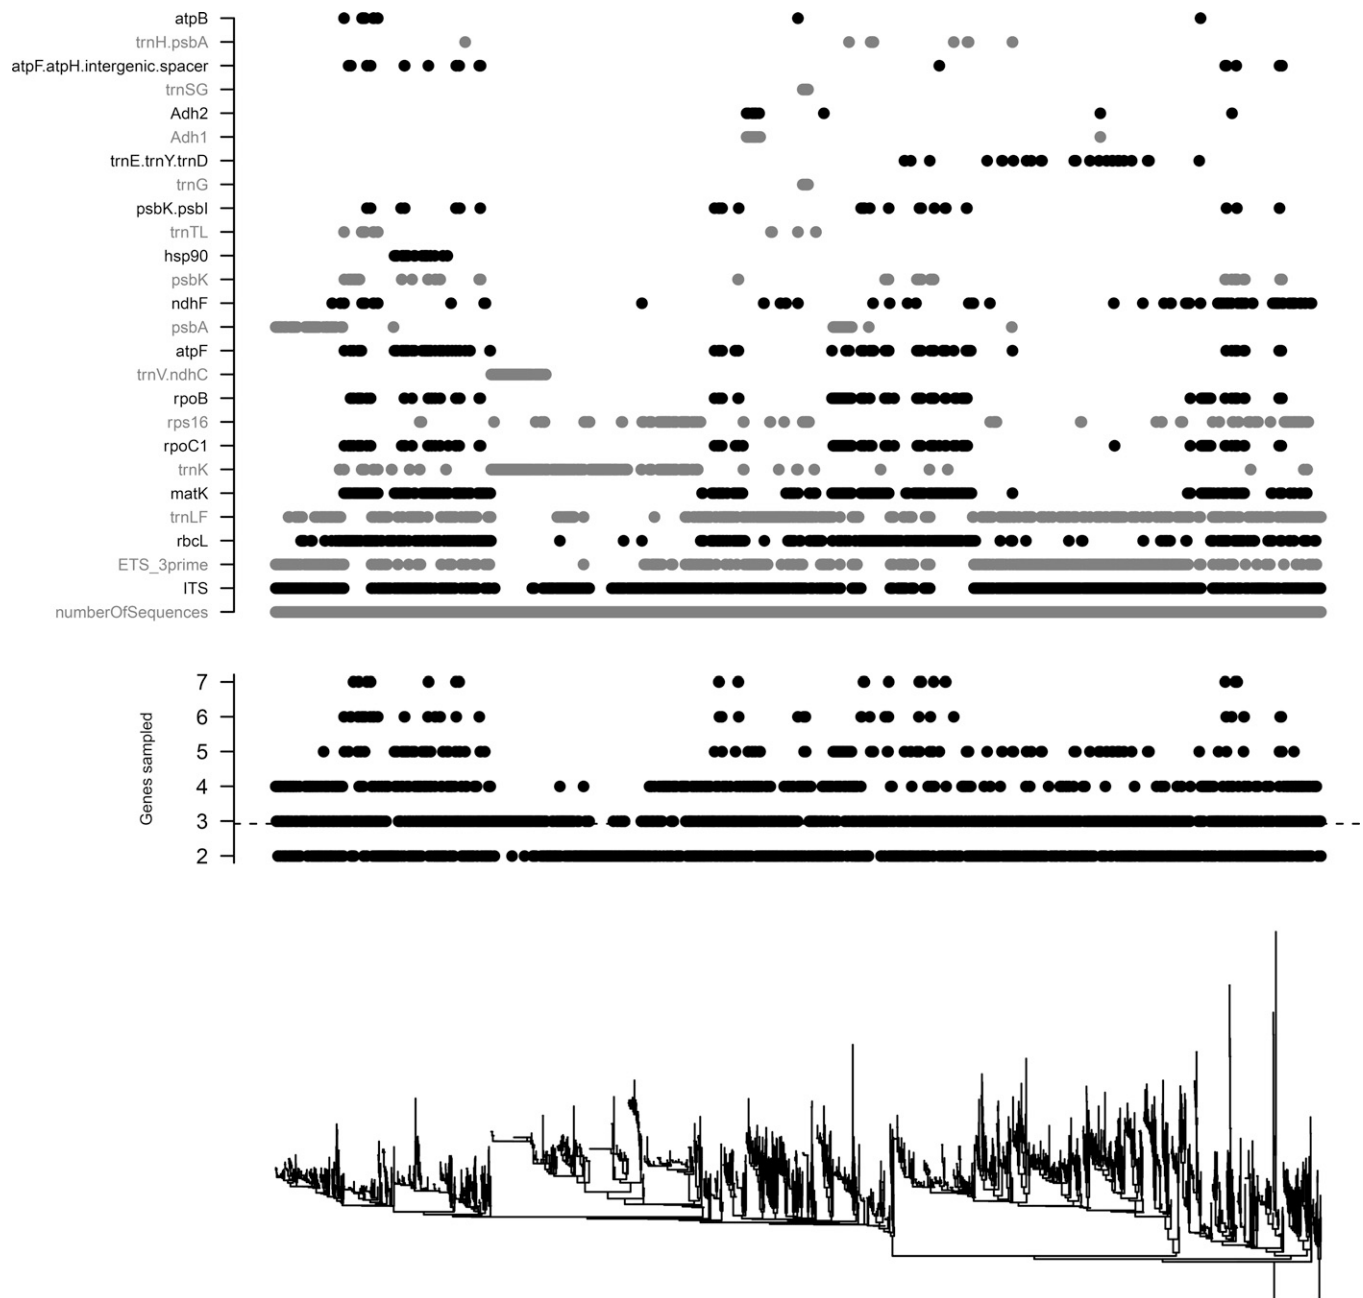 atpB
trnH.psbA
atpF.atpH.intergenic.spacer
trnSG
Adh2
Adh1
trnE.trnY.trnD
trnG
psbK.psbI
trnTL
hsp90
psbK
ndhF
psbA
atpF
trnV.ndhC
rpoB
rps16
rpoC1
trnK
matK
trnLF
rbcL
ETS_3prime
ITS
numberOfSequences
Genes sampled
7
6
5
4
3
2